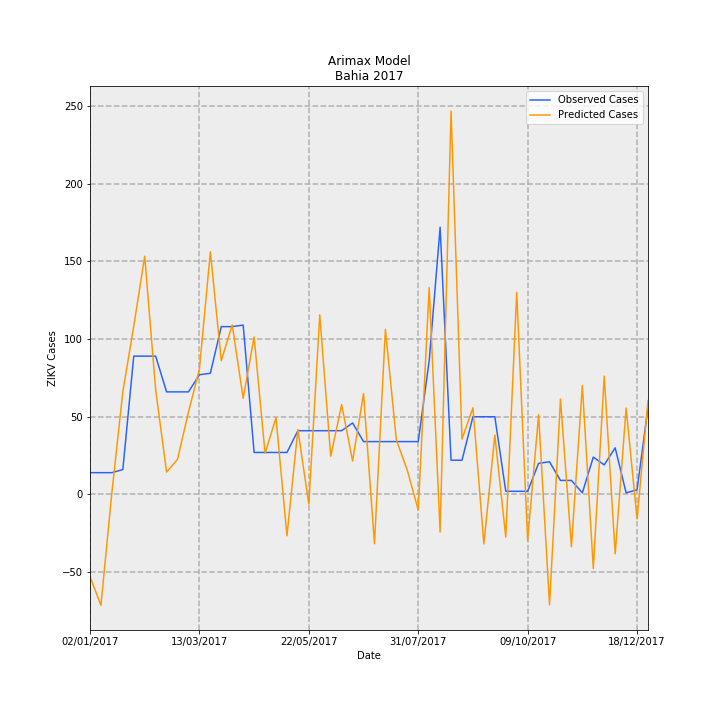 Arimax Model
Bahia 2017
Observed Cases
Predicted Cases
250
200
150
100
50
0
−50
ZIKV Cases
02/01/2017 13/03/2017 22/05/2017 31/07/2017 09/10/2017 18/12/2017
Date